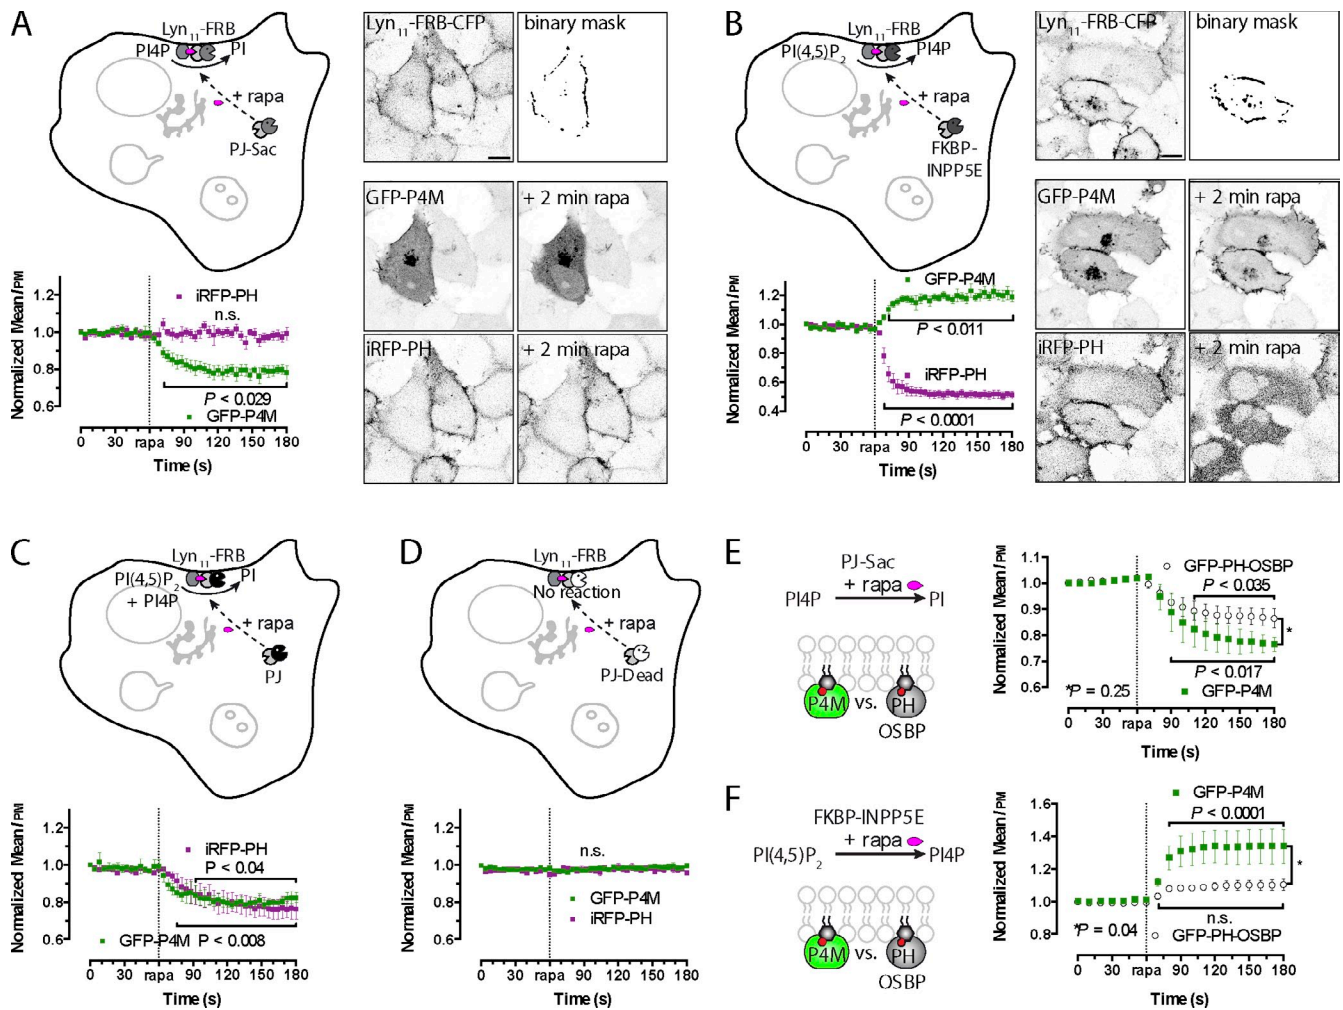 A
Lyn11-FRB
PI4P
PI
+ rapa
PJ-Sac
Lyn11-FRB-CFP
binary mask
GFP-P4M
+ 2 min rapa
iRFP-PH
+ 2 min rapa
Normalized Mean/PM
1.2
1.0
0.8
0.6
iRFP-PH
n.s.
P < 0.029
GFP-P4M
0 30 rapa 90 120 150 180
Time (s)
B
Lyn11-FRB
PI(4,5)P2
PI4P
+ rapa
FKBP-
INPP5E
Lyn11-FRB-CFP
binary mask
GFP-P4M
+ 2 min rapa
iRFP-PH
+ 2 min rapa
Normalized Mean/PM
1.2
1.0
0.8
0.6
0.4
GFP-P4M
P < 0.011
iRFP-PH
P < 0.0001
0 30 60 rapa 90 120 150 180
Time (s)
C
Lyn11-FRB
PI(4,5)P2
+ PI4P
PI
+ rapa
PJ
Normalized Mean/PM
1.2
1.0
0.8
0.6
iRFP-PH
P < 0.04
GFP-P4M P < 0.008
0 30 rapa 90 120 150 180
Time (s)
D
Lyn11-FRB
No reaction
+ rapa
PJ-Dead
Normalized Mean/PM
1.2
1.0
0.8
0.6
n.s.
GFP-P4M
iRFP-PH
0 30 rapa 90 120 150 180
Time (s)
E
PJ-Sac
+ rapa
PI4P
PI
P4M vs. PH
OSBP
Normalized Mean/PM
1.1
1.0
0.9
0.8
0.7
0.6
GFP-PH-OSBP
P < 0.035
*
P < 0.017
*P = 0.25
GFP-P4M
0 30 rapa 90 120 150 180
Time (s)
F
FKBP-INPP5E
+ rapa
PI(4,5)P2
PI4P
P4M vs. PH
OSBP
Normalized Mean/PM
1.6
1.4
1.2
1.0
0.8
GFP-P4M
P < 0.0001
*
n.s.
*P = 0.04
GFP-PH-OSBP
0 30 rapa 90 120 150 180
Time (s)